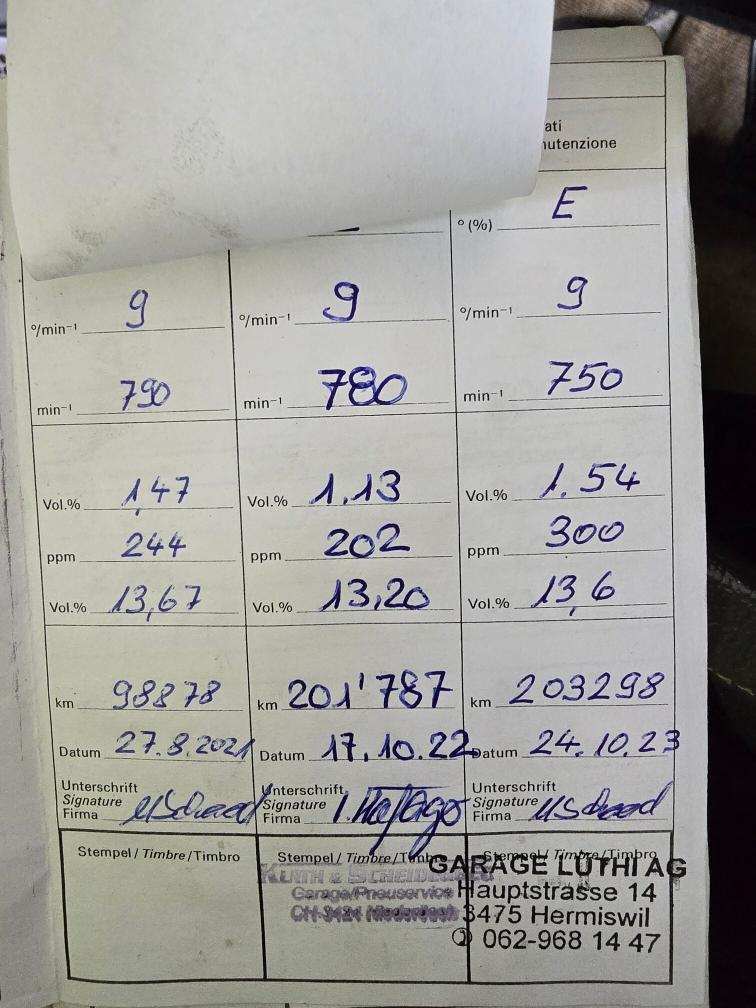 ati
nutenzione
°(%) E
°/min⁻¹ 9 °/min⁻¹ 9 °/min⁻¹ 9
min⁻¹ 790 min⁻¹ 780 min⁻¹ 750
Vol.% 1,47 Vol.% 1.13 Vol.% 1.54
ppm 244 ppm 202 ppm 300
Vol.% 13,67 Vol.% 13,20 Vol.% 13,6
km 98878 km 201'787 km 203298
Datum 27.8.2021 Datum 17.10.22 Datum 24.10.23
Unterschrift Unterschrift Unterschrift
Signature Signature Signature
Firma Firma Firma
Stempel / Timbre / Timbro Stempel / Timbre / Timbro Stempel / Timbre / Timbro
Garage/Pneuservice
GARAGE LÜTHI AG
Hauptstrasse 14
3475 Hermiswil
062-968 14 47